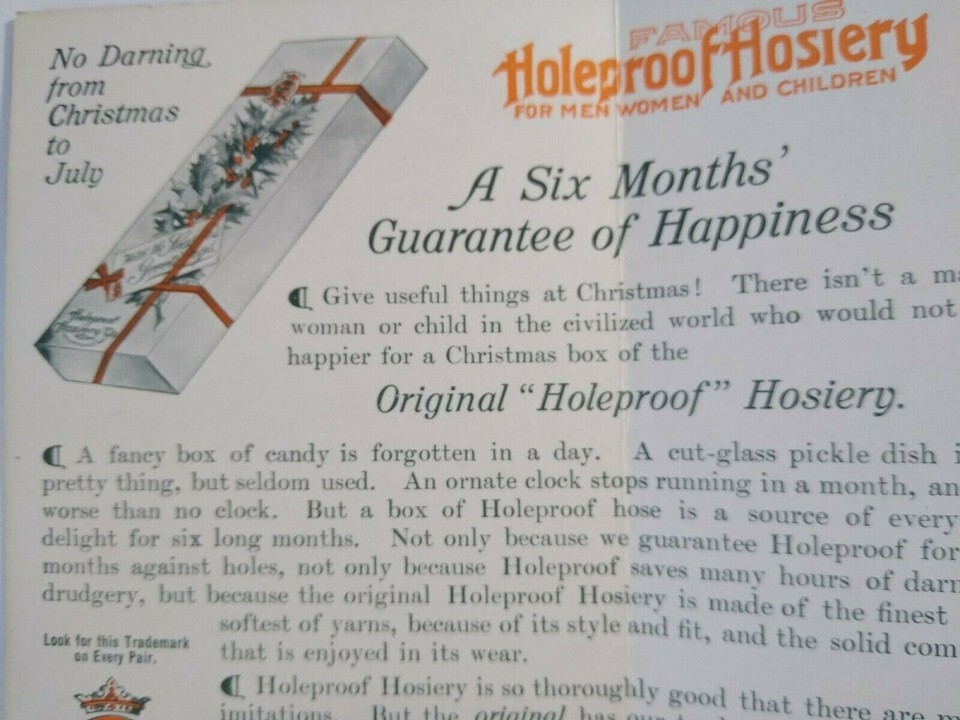 No Darning
from
Christmas
to
July
FAMOUS
Holeproof Hosiery
FOR MEN WOMEN AND CHILDREN
A Six Months'
Guarantee of Happiness
¶ Give useful things at Christmas! There isn't a
woman or child in the civilized world who would not
happier for a Christmas box of the
Original "Holeproof" Hosiery.
¶ A fancy box of candy is forgotten in a day. A cut-glass pickle dish
pretty thing, but seldom used. An ornate clock stops running in a month,
worse than no clock. But a box of Holeproof hose is a source of every
delight for six long months. Not only because we guarantee Holeproof for
months against holes, not only because Holeproof saves many hours of
drudgery, but because the original Holeproof Hosiery is made of the finest
softest of yarns, because of its style and fit, and the solid
that is enjoyed in its wear.
Look for this Trademark
on Every Pair.
¶ Holeproof Hosiery is so thoroughly good that there are
imitations. But the original has